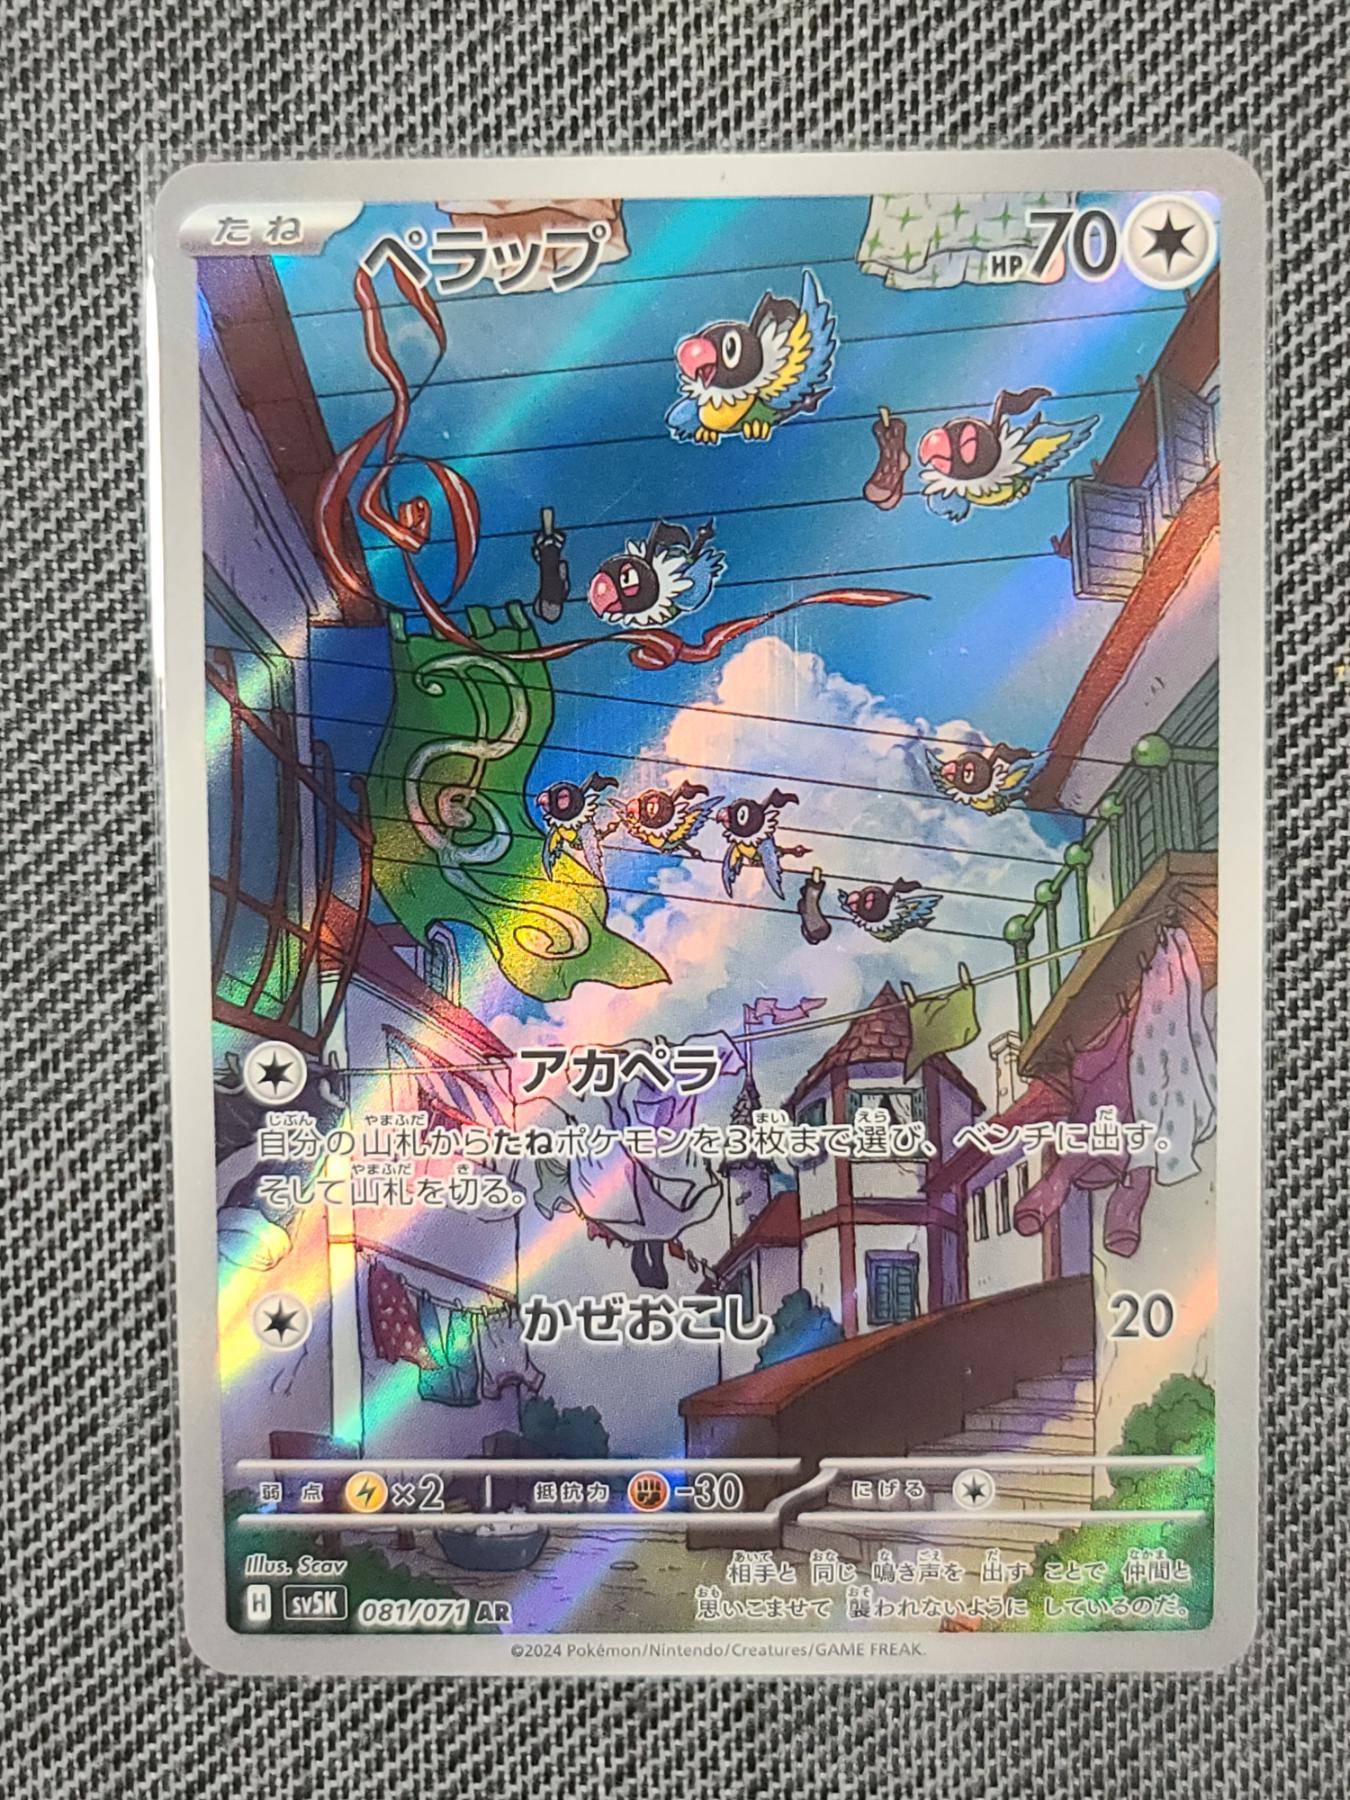 たね
ペラップ
HP70
アカペラ
自分の山札からたねポケモンを3枚まで選び、ベンチに出す。
そして山札を切る。
かぜおこし 20
弱点 ×2 抵抗力 -30 にげる
Illus. Scav
相手と同じ鳴き声を出すことで仲間と
思いこませて襲われないようにしているのだ。
H sv5K 081/071 AR
©2024 Pokémon/Nintendo/Creatures/GAME FREAK.